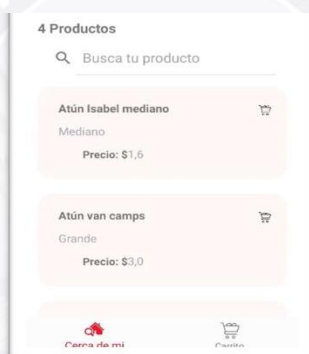 4 Productos
Busca tu producto
Atún Isabel mediano
Mediano
Precio: $1,6
Atún van camps
Grande
Precio: $3,0
Cerca de mi
Carrito